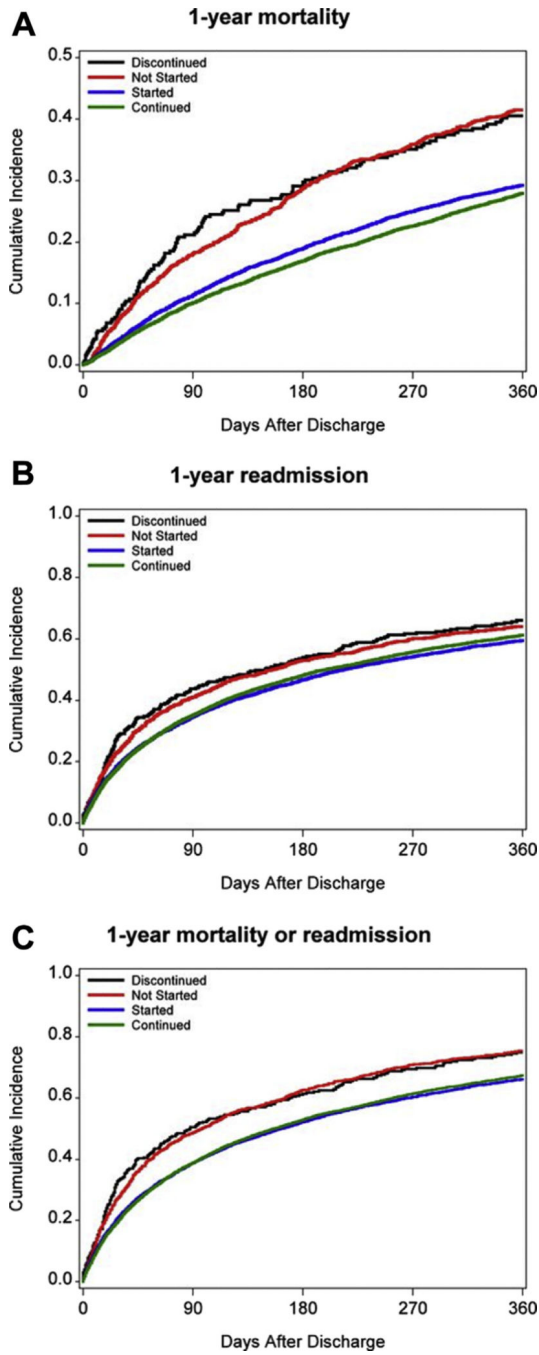 A
1-year mortality
0.5
0.4
0.3
0.2
0.1
0.0
Cumulative Incidence
Discontinued
Not Started
Started
Continued
0 90 180 270 360
Days After Discharge
B
1-year readmission
1.0
0.8
0.6
0.4
0.2
0.0
Cumulative Incidence
Discontinued
Not Started
Started
Continued
0 90 180 270 360
Days After Discharge
C
1-year mortality or readmission
1.0
0.8
0.6
0.4
0.2
0.0
Cumulative Incidence
Discontinued
Not Started
Started
Continued
0 90 180 270 360
Days After Discharge